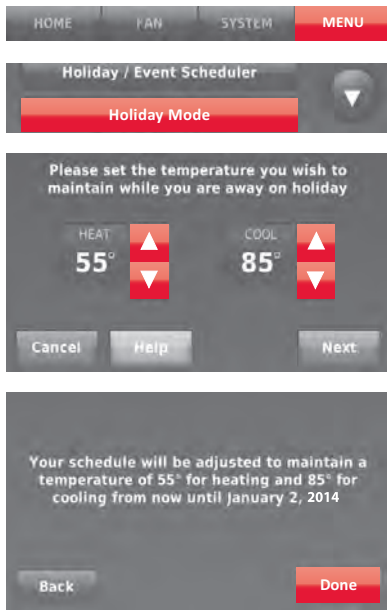 HOME FAN SYSTEM MENU
Holiday / Event Scheduler
Holiday Mode
Please set the temperature you wish to
maintain while you are away on holiday
HEAT COOL
55° 85°
Cancel Help Next
Your schedule will be adjusted to maintain a
temperature of 55° for heating and 85° for
cooling from now until January 2, 2014
Back Done